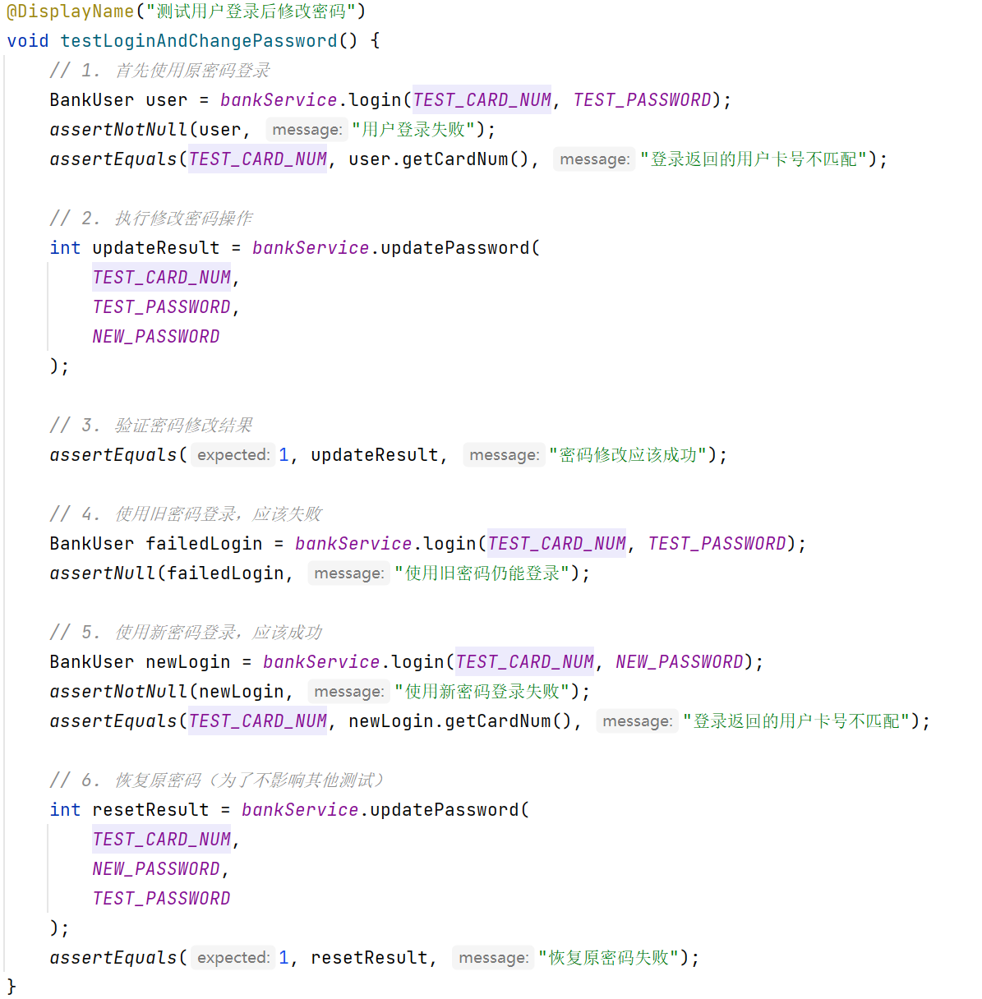 @DisplayName("测试用户登录后修改密码")
void testLoginAndChangePassword() {
// 1. 首先使用原密码登录
BankUser user = bankService.login(TEST_CARD_NUM, TEST_PASSWORD);
assertNotNull(user, message: "用户登录失败");
assertEquals(TEST_CARD_NUM, user.getCardNum(), message: "登录返回的用户卡号不匹配");
// 2. 执行修改密码操作
int updateResult = bankService.updatePassword(
TEST_CARD_NUM,
TEST_PASSWORD,
NEW_PASSWORD
);
// 3. 验证密码修改结果
assertEquals( expected: 1, updateResult, message: "密码修改应该成功");
// 4. 使用旧密码登录，应该失败
BankUser failedLogin = bankService.login(TEST_CARD_NUM, TEST_PASSWORD);
assertNull(failedLogin, message: "使用旧密码仍能登录");
// 5. 使用新密码登录，应该成功
BankUser newLogin = bankService.login(TEST_CARD_NUM, NEW_PASSWORD);
assertNotNull(newLogin, message: "使用新密码登录失败");
assertEquals(TEST_CARD_NUM, newLogin.getCardNum(), message: "登录返回的用户卡号不匹配");
// 6. 恢复原密码（为了不影响其他测试）
int resetResult = bankService.updatePassword(
TEST_CARD_NUM,
NEW_PASSWORD,
TEST_PASSWORD
);
assertEquals( expected: 1, resetResult, message: "恢复原密码失败");
}